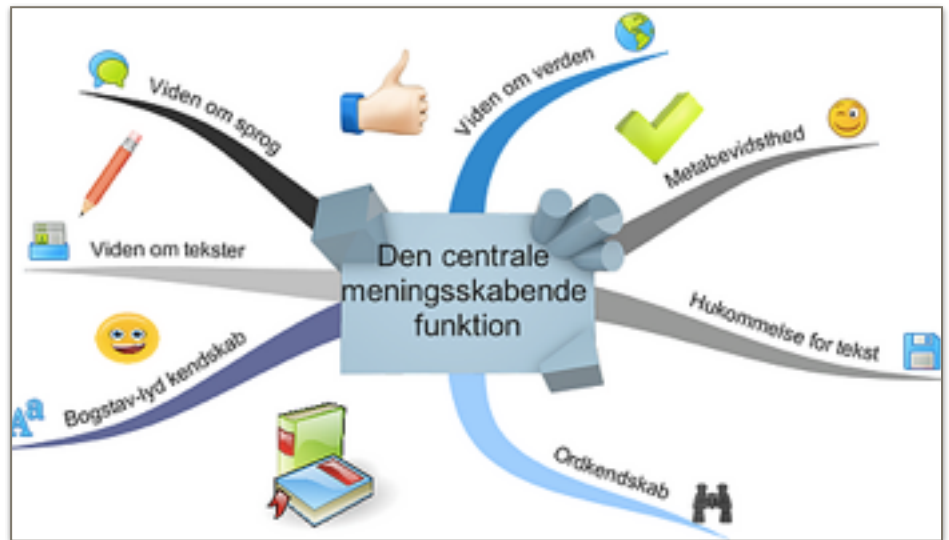 Viden om sprog
Viden om verden
Metabevidsthed
Viden om tekster
Den centrale
meningsskabende
funktion
Hukommelse for tekst
Bogstav-lyd kendskab
Aa
Ordkendskab